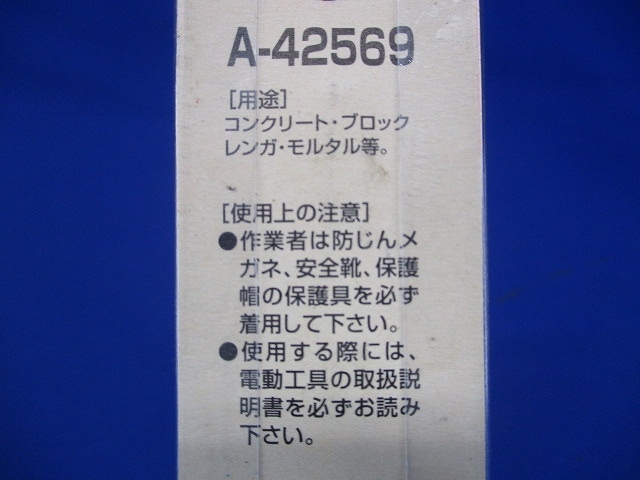 A-42569
［用途］
コンクリート・ブロック
レンガ・モルタル等。
［使用上の注意］
●作業者は防じんメ
ガネ、安全靴、保護
帽の保護具を必ず
着用して下さい。
●使用する際には、
電動工具の取扱説
明書を必ずお読み
下さい。